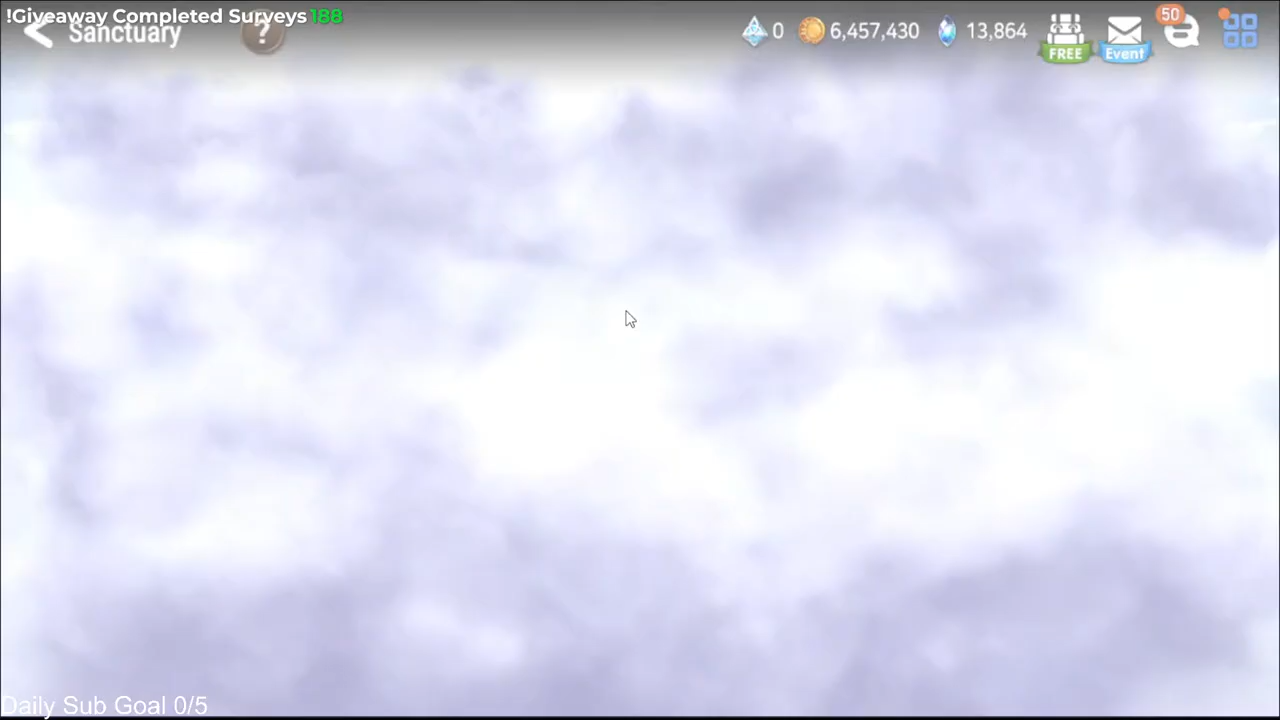 !Giveaway Completed Surveys 188
Sanctuary
?
0
6,457,430
13,864
FREE
Event
50
Daily Sub Goal 0/5